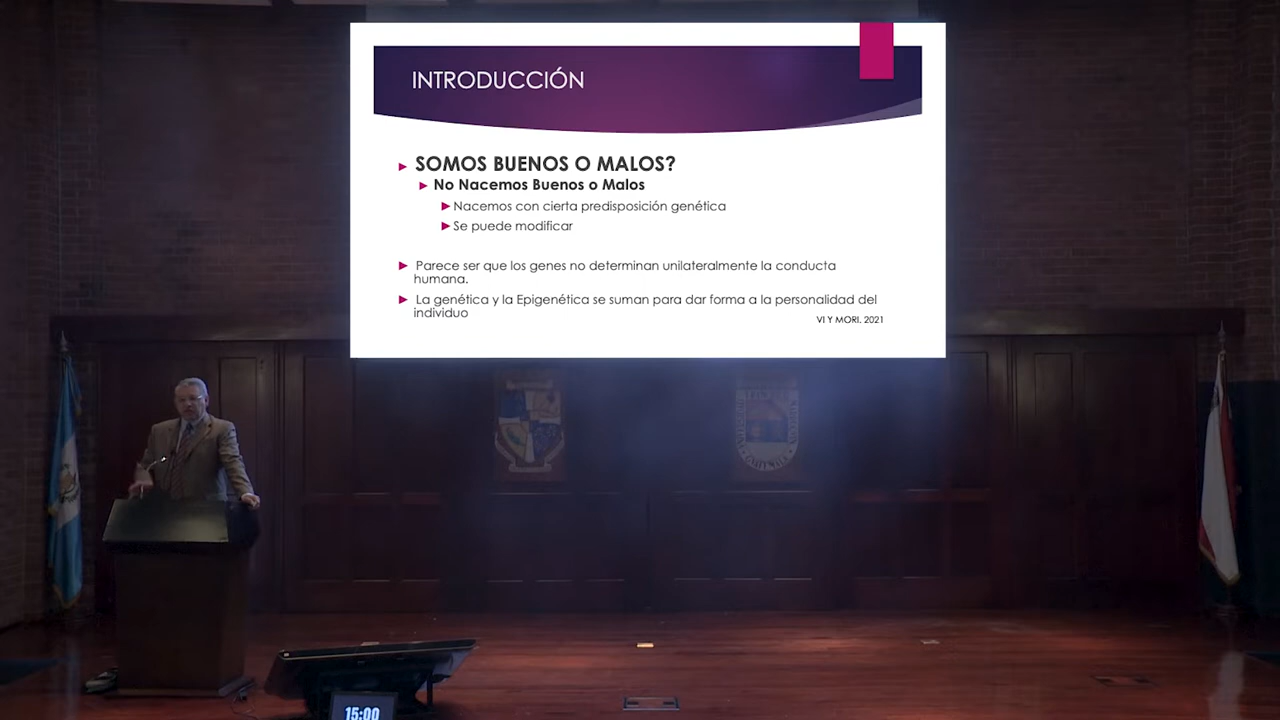 INTRODUCCIÓN
SOMOS BUENOS O MALOS?
No Nacemos Buenos o Malos
Nacemos con cierta predisposición genética
Se puede modificar
Parece ser que los genes no determinan unilateralmente la conducta
humana.
La genética y la Epigenética se suman para dar forma a la personalidad del
individuo
VI Y MORI. 2021
15:00